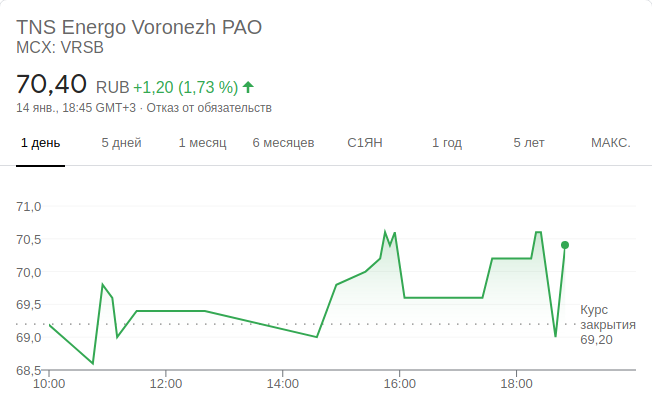 TNS Energo Voronezh PAO
MCX: VRSB
70,40 RUB +1,20 (1,73 %)
14 янв., 18:45 GMT+3 · Отказ от обязательств
1 день 5 дней 1 месяц 6 месяцев С1ЯН 1 год 5 лет МАКС.
71,0
70,5
70,0
69,5
69,0
68,5
Курс
закрытия
69,20
10:00 12:00 14:00 16:00 18:00